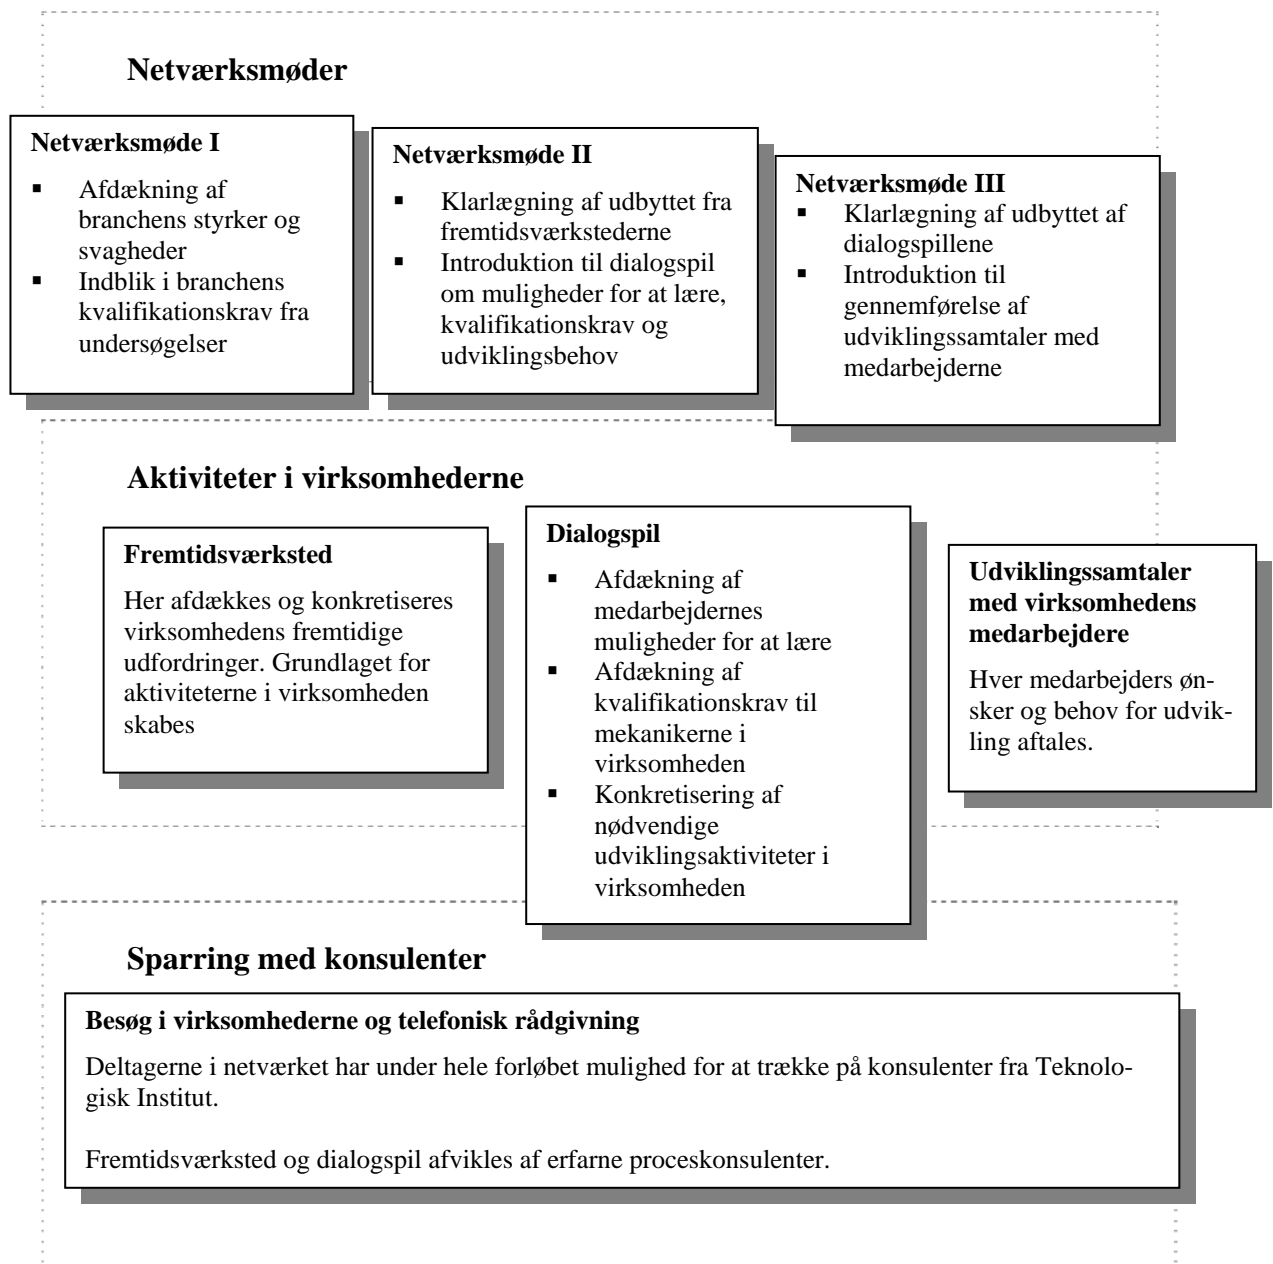 Netværksmøder
Netværksmøde I
▪ Afdækning af
branchens styrker og
svagheder
▪ Indblik i branchens
kvalifikationskrav fra
undersøgelser
Netværksmøde II
▪ Klarlægning af udbyttet fra
fremtidsværkstederne
▪ Introduktion til dialogspil
om muligheder for at lære,
kvalifikationskrav og
udviklingsbehov
Netværksmøde III
▪ Klarlægning af udbyttet af
dialogspillene
▪ Introduktion til
gennemførelse af
udviklingssamtaler med
medarbejderne
Aktiviteter i virksomhederne
Fremtidsværksted
Her afdækkes og konkretiseres
virksomhedens fremtidige
udfordringer. Grundlaget for
aktiviteterne i virksomheden
skabes
Dialogspil
▪ Afdækning af
medarbejdernes
muligheder for at lære
▪ Afdækning af
kvalifikationskrav til
mekanikerne i
virksomheden
▪ Konkretisering af
nødvendige
udviklingsaktiviteter i
virksomheden
Udviklingssamtaler
med virksomhedens
medarbejdere
Hver medarbejders øn-
sker og behov for udvik-
ling aftales.
Sparring med konsulenter
Besøg i virksomhederne og telefonisk rådgivning
Deltagerne i netværket har under hele forløbet mulighed for at trække på konsulenter fra Teknolo-
gisk Institut.
Fremtidsværksted og dialogspil afvikles af erfarne proceskonsulenter.